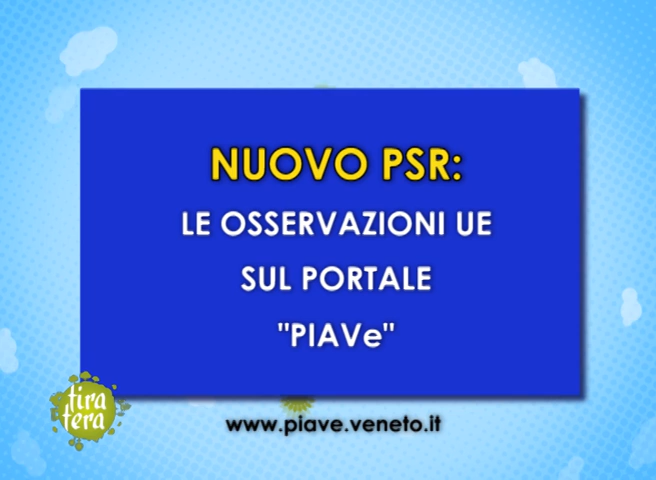 NUOVO PSR:
LE OSSERVAZIONI UE
SUL PORTALE
"PIAVe"
tira
tera
www.piave.veneto.it